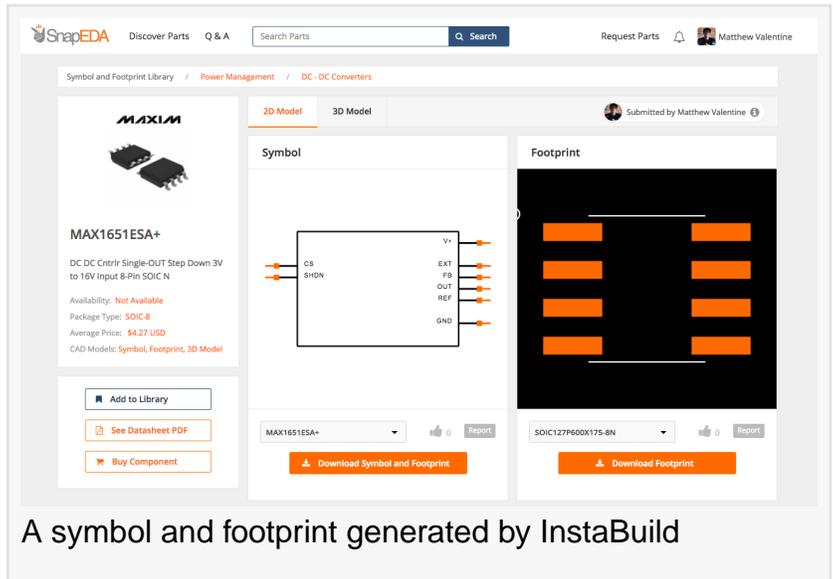 SnapEDA Discover Parts Q & A Search Parts Search Request Parts Matthew Valentine
Symbol and Footprint Library / Power Management / DC - DC Converters
MAXIM
2D Model 3D Model Submitted by Matthew Valentine
Symbol
Footprint
MAX1651ESA+
DC DC Cntrlr Single-OUT Step Down 3V
to 16V Input 8-Pin SOIC N
Availability: Not Available
Package Type: SOIC-8
Average Price: $4.27 USD
CAD Models: Symbol, Footprint, 3D Model
Add to Library
See Datasheet PDF
Buy Component
V+
CS
SHDN
EXT
FB
OUT
REF
GND
MAX1651ESA+ 0 Report
Download Symbol and Footprint
SOIC127P600X175-8N 0 Report
Download Footprint
A symbol and footprint generated by InstaBuild